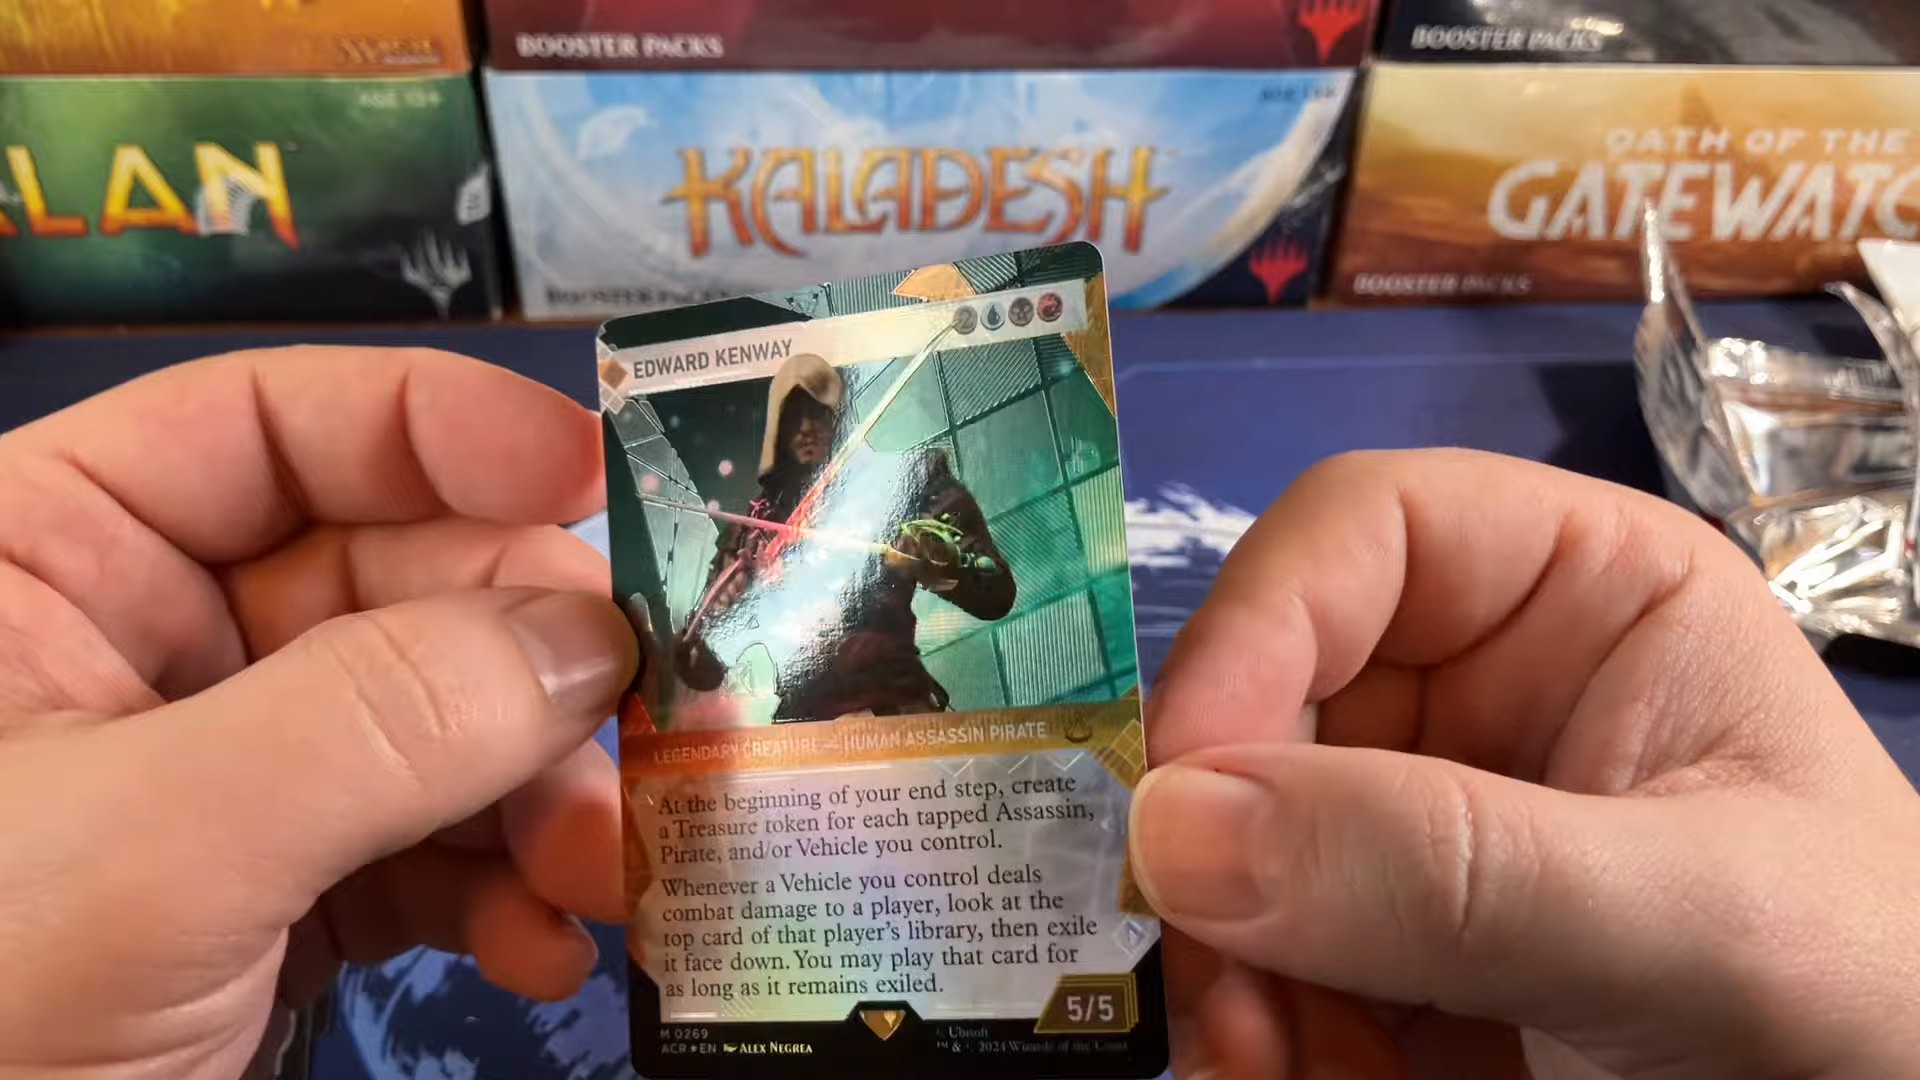 BOOSTER PACKS
BOOSTER PACKS
LAN
KALADESH
OATH OF THE
GATEWATC
BOOSTER PACKS
EDWARD KENWAY
2
LEGENDARY CREATURE — HUMAN ASSASSIN PIRATE
At the beginning of your end step, create
a Treasure token for each tapped Assassin,
Pirate, and/or Vehicle you control.
Whenever a Vehicle you control deals
combat damage to a player, look at the
top card of that player's library, then exile
it face down. You may play that card for
as long as it remains exiled.
5/5
M 0269
ACR★EN ALEX NEGREA
Ubisoft
™ & © 2024 Wizards of the Coast